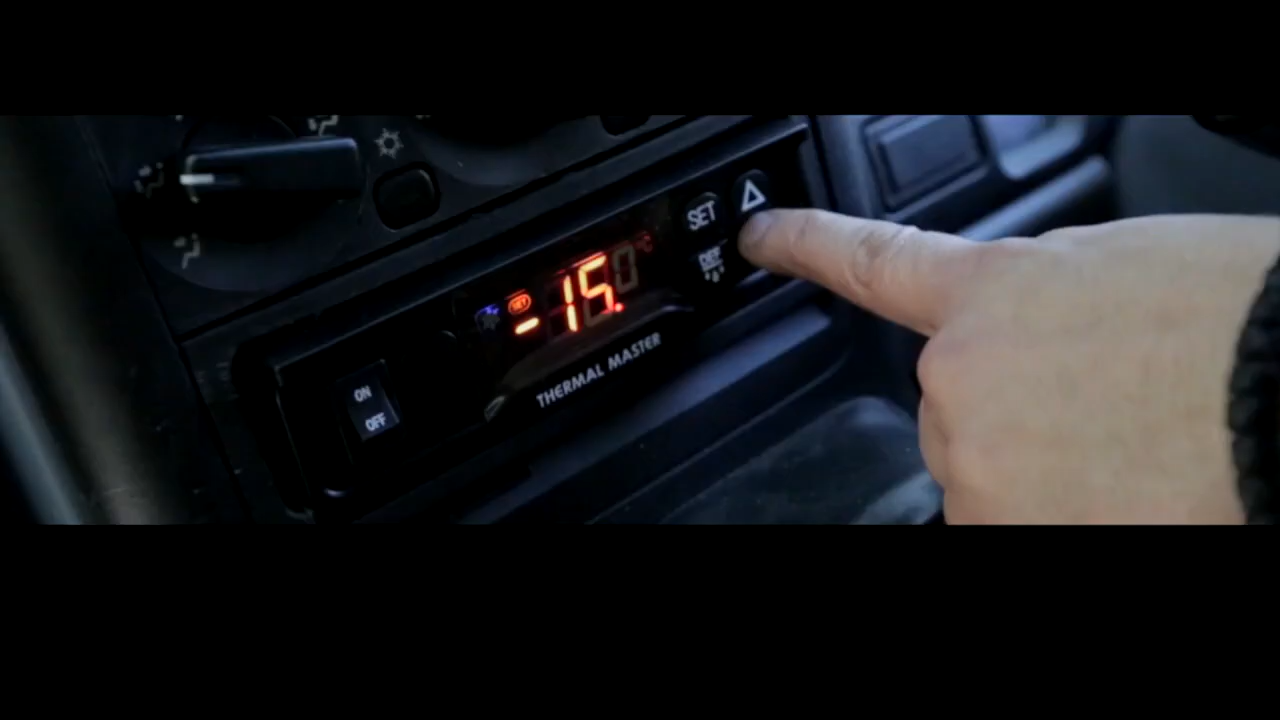 SET
DEF
SET
-15.0 °C
THERMAL MASTER
ON
OFF